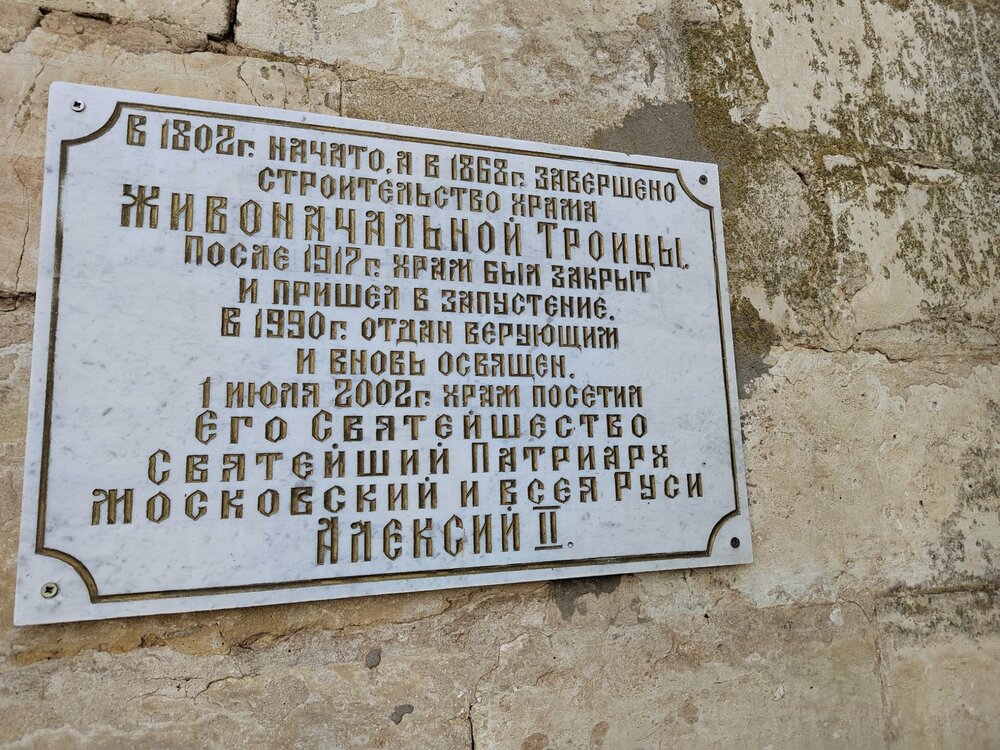 В 1802г. начато, а в 1868г. завершено
строительство храма
Живоначальной Троицы.
После 1917г. храм был закрыт
и пришел в запустение.
В 1990г. отдан верующим
и вновь освящен.
1 июля 2002г. храм посетил
Его Святейшество
Святейший Патриарх
Московский и всея Руси
Алексий II.